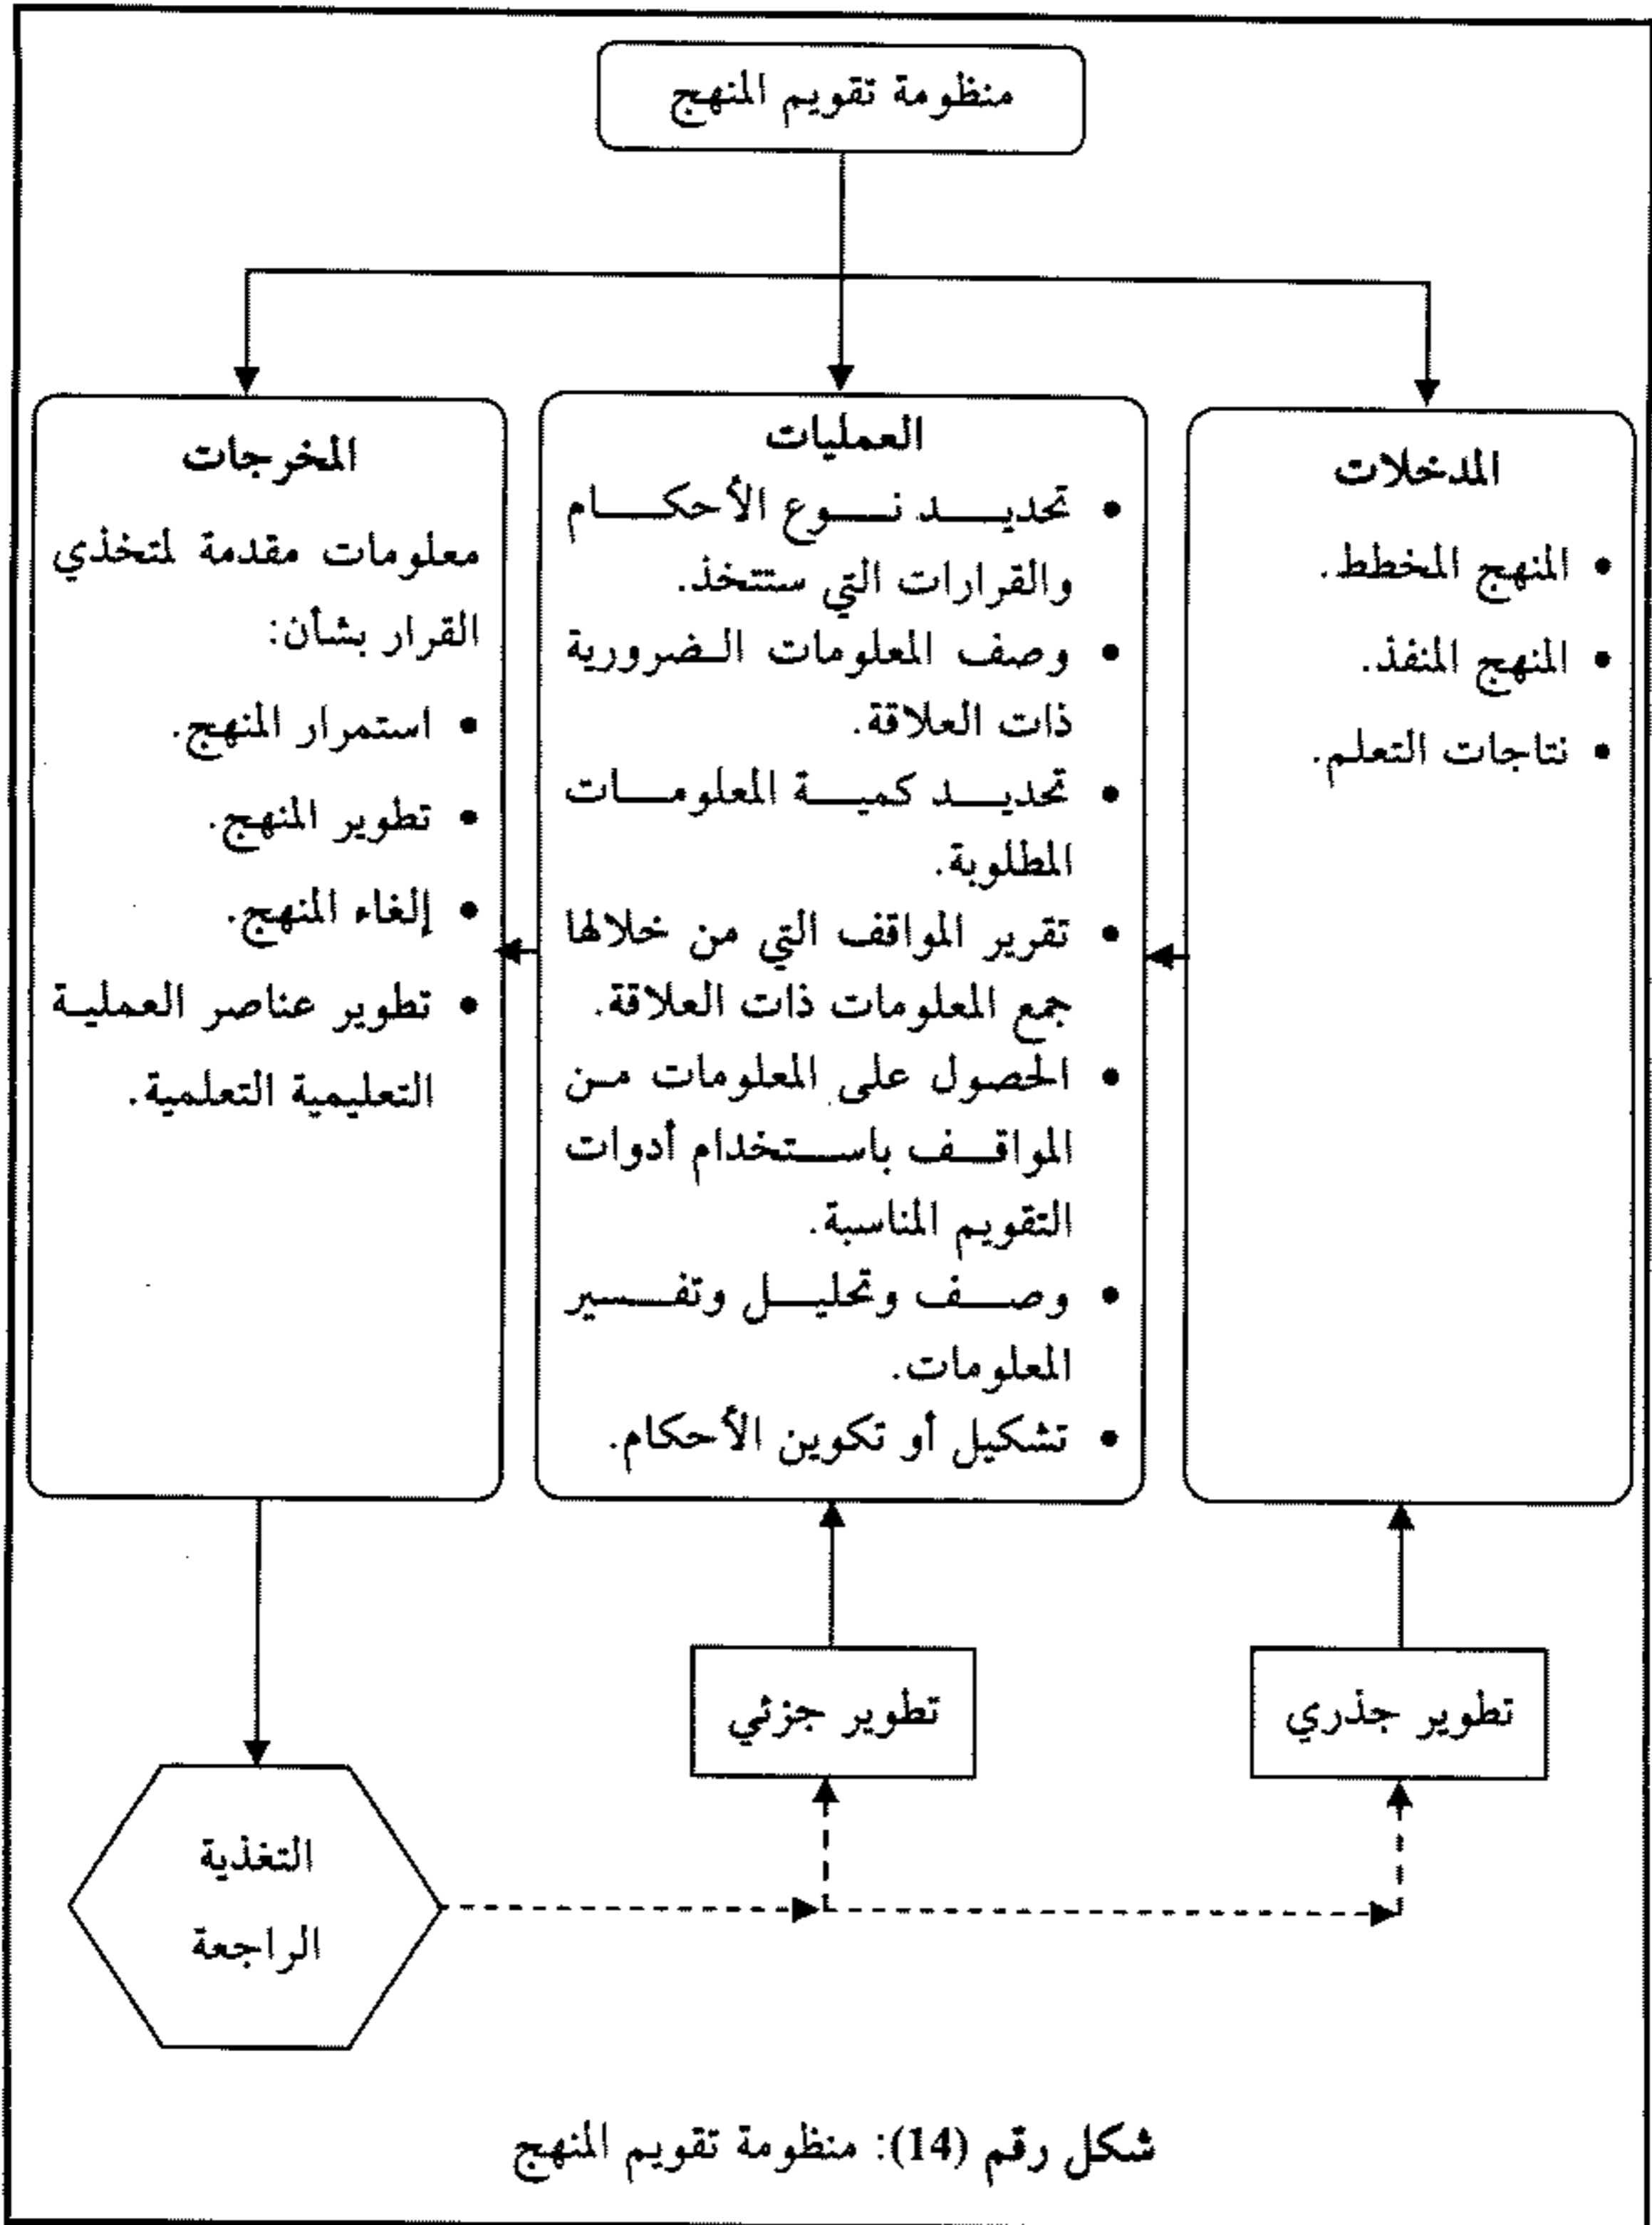 منظومة تقويم المنهج
المدخلات
• المنهج المخطط.
• المنهج المنفذ.
• نتاجات التعلم.
العمليات
• تحديد نوع الأحكام
والقرارات التي ستتخذ.
• وصف المعلومات الضرورية
ذات العلاقة.
• تحديد كمية المعلومات
المطلوبة.
• تقرير المواقف التي من خلالها
جمع المعلومات ذات العلاقة.
• الحصول على المعلومات من
المواقف باستخدام أدوات
التقويم المناسبة.
• وصف وتحليل وتفسير
المعلومات.
• تشكيل أو تكوين الأحكام.
المخرجات
معلومات مقدمة لمتخذي
القرار بشأن:
• استمرار المنهج.
• تطوير المنهج.
• إلغاء المنهج.
• تطوير عناصر العملية
التعليمية التعلمية.
تطوير جذري
تطوير جزئي
التغذية
الراجعة
شكل رقم (14): منظومة تقويم المنهج